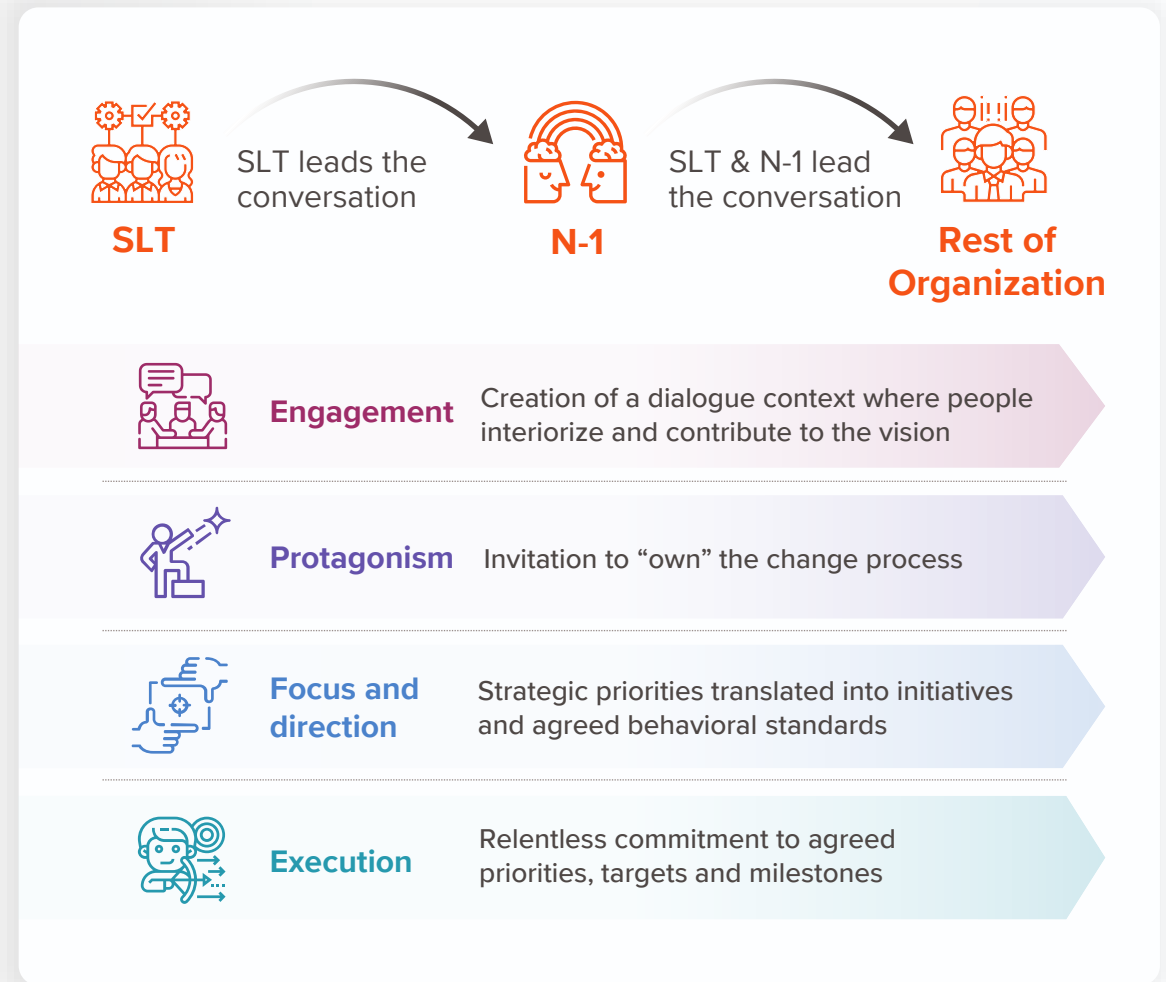 SLT leads the
conversation
SLT & N-1 lead
the conversation
SLT
N-1
Rest of
Organization
Engagement
Creation of a dialogue context where people
interiorize and contribute to the vision
Protagonism
Invitation to “own” the change process
Focus and
direction
Strategic priorities translated into initiatives
and agreed behavioral standards
Execution
Relentless commitment to agreed
priorities, targets and milestones